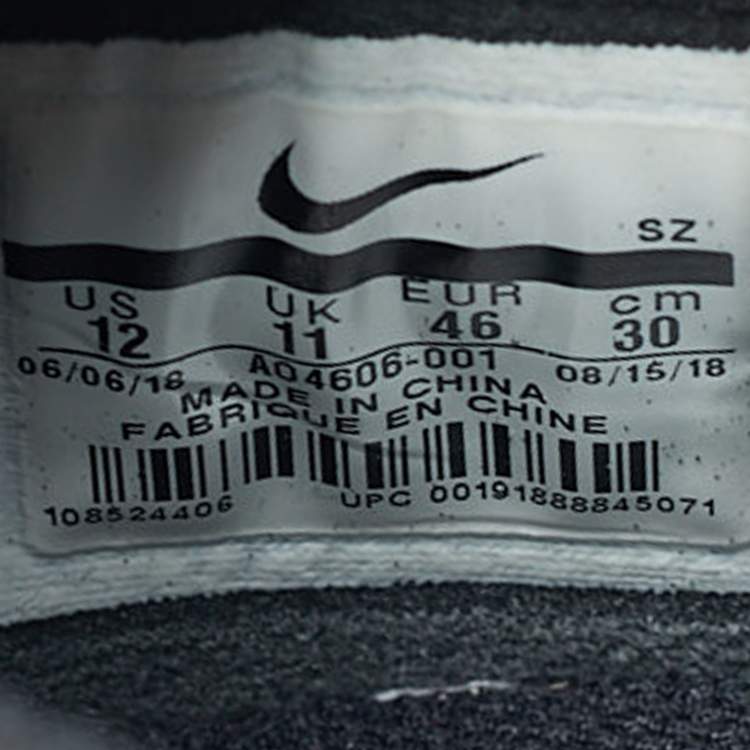 SZ
US UK EUR cm
12 11 46 30
06/06/18 AO4606-001 08/15/18
MADE IN CHINA
FABRIQUE EN CHINE
108524406 UPC 00191888845071